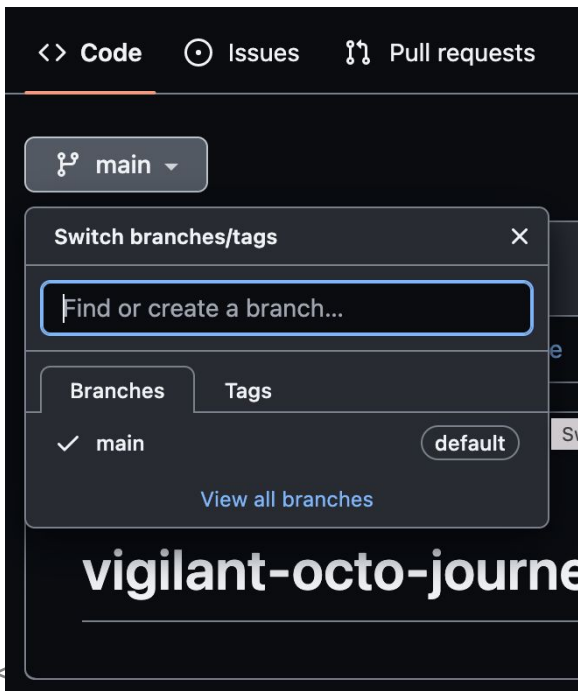 <> Code Issues Pull requests
main
Switch branches/tags
Find or create a branch...
e
Branches Tags
main default
Sw
View all branches
vigilant-octo-journe
<